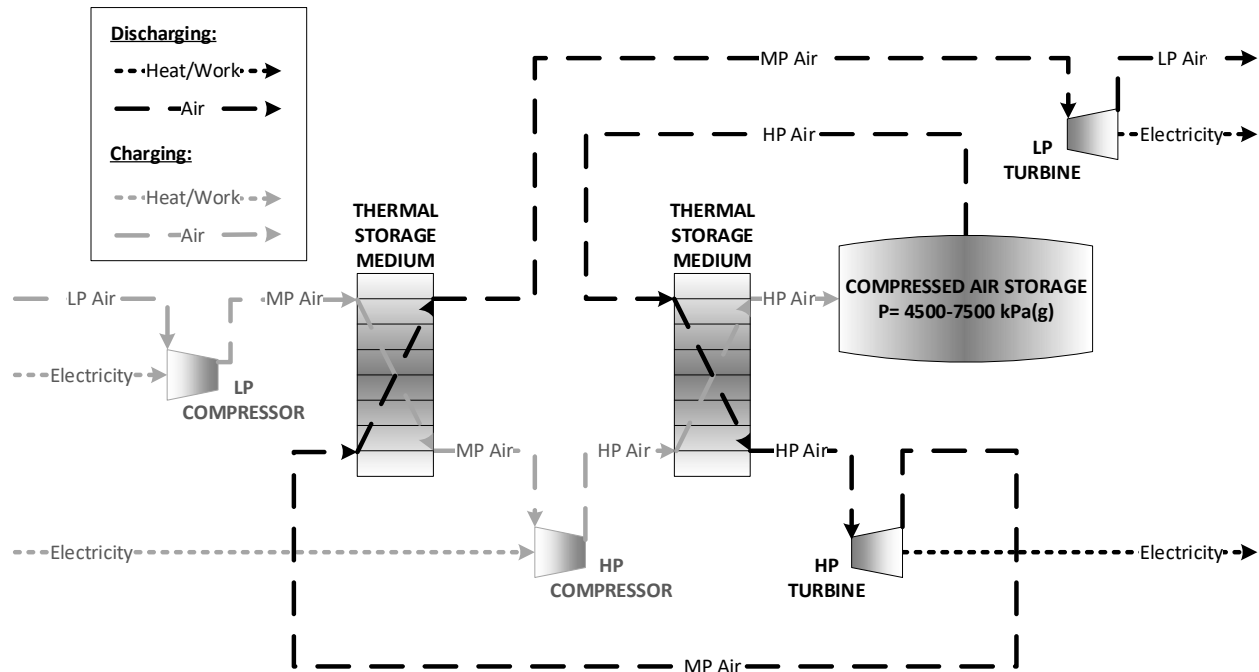 Discharging:
Heat/Work
Air
Charging:
Heat/Work
Air
MP Air
LP Air
HP Air
Electricity
LP
TURBINE
THERMAL
STORAGE
MEDIUM
THERMAL
STORAGE
MEDIUM
LP Air
MP Air
HP Air
COMPRESSED AIR STORAGE
P= 4500-7500 kPa(g)
Electricity
LP
COMPRESSOR
MP Air
HP Air
HP Air
Electricity
HP
COMPRESSOR
HP
TURBINE
Electricity
MP Air